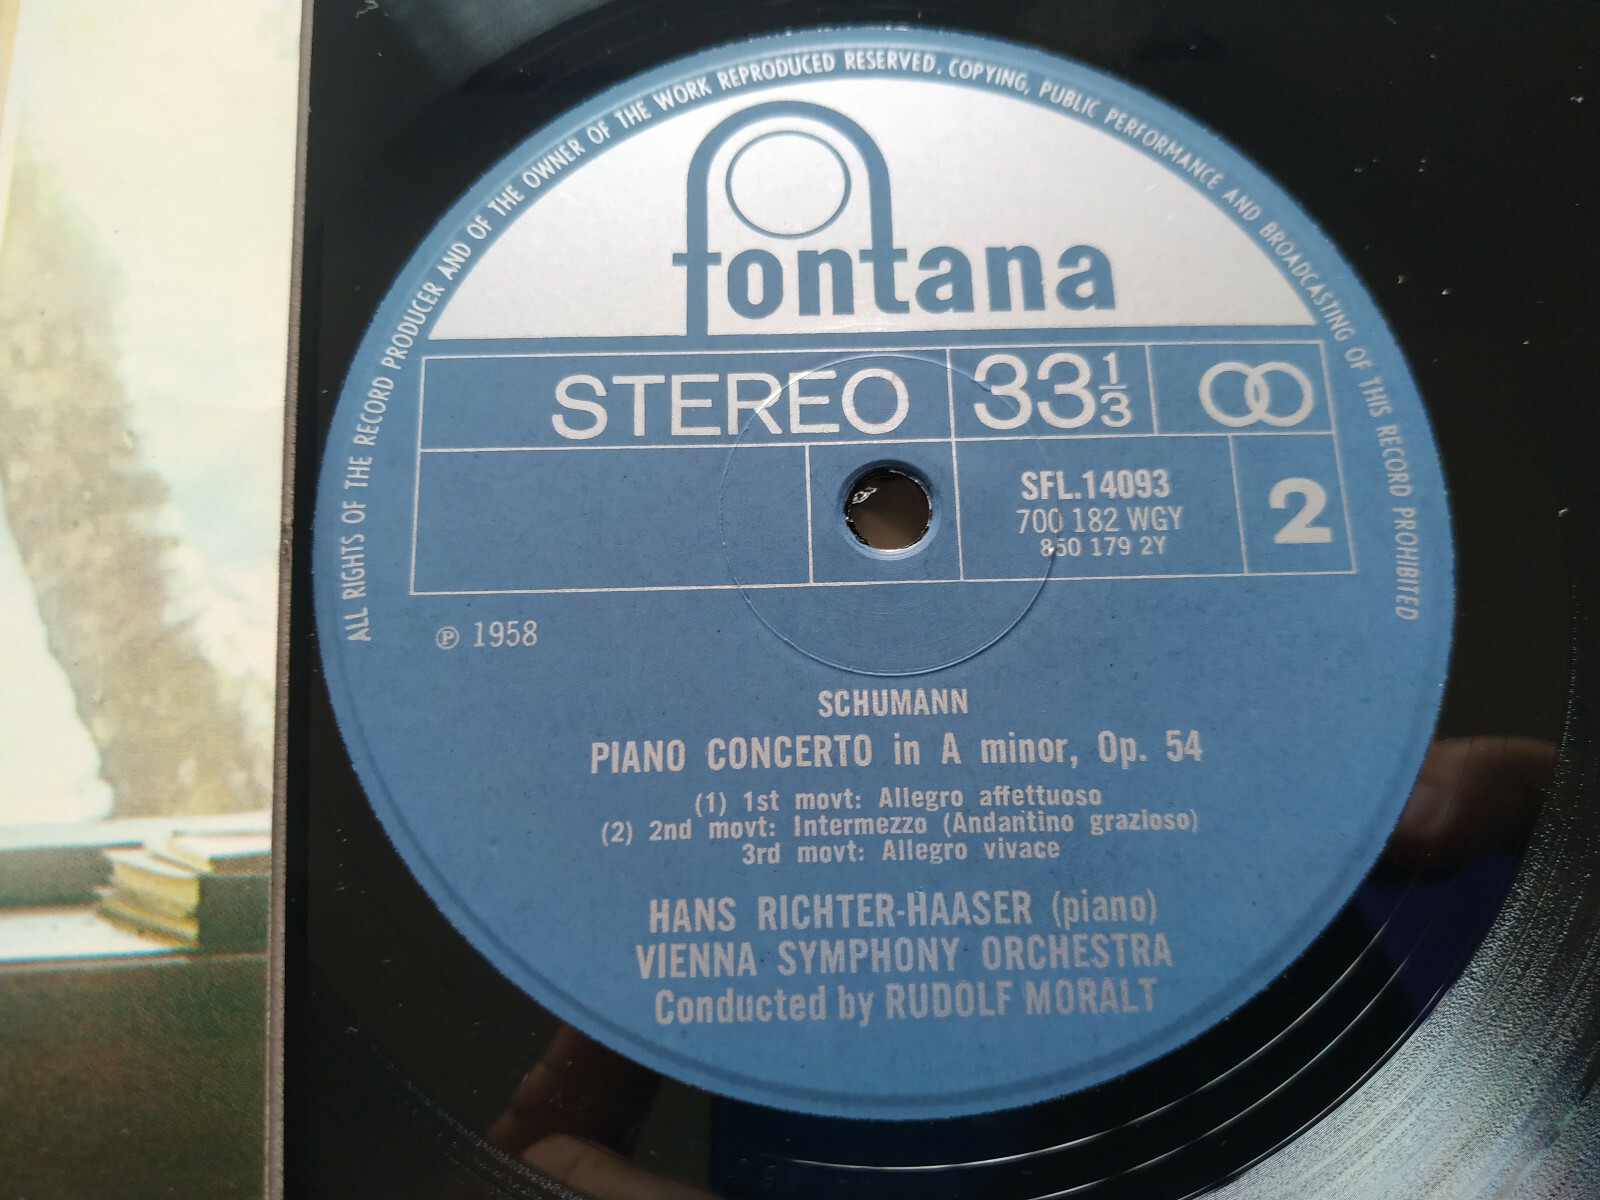 ALL RIGHTS OF THE RECORD PRODUCER AND OF THE OWNER OF THE WORK REPRODUCED RESERVED. COPYING, PUBLIC PERFORMANCE AND BROADCASTING OF THIS RECORD PROHIBITED
fontana
STEREO 33 1/3
SFL.14093
700 182 WGY
850 179 2Y
2
℗ 1958
SCHUMANN
PIANO CONCERTO in A minor, Op. 54
(1) 1st movt: Allegro affettuoso
(2) 2nd movt: Intermezzo (Andantino grazioso)
3rd movt: Allegro vivace
HANS RICHTER-HAASER (piano)
VIENNA SYMPHONY ORCHESTRA
Conducted by RUDOLF MORALT